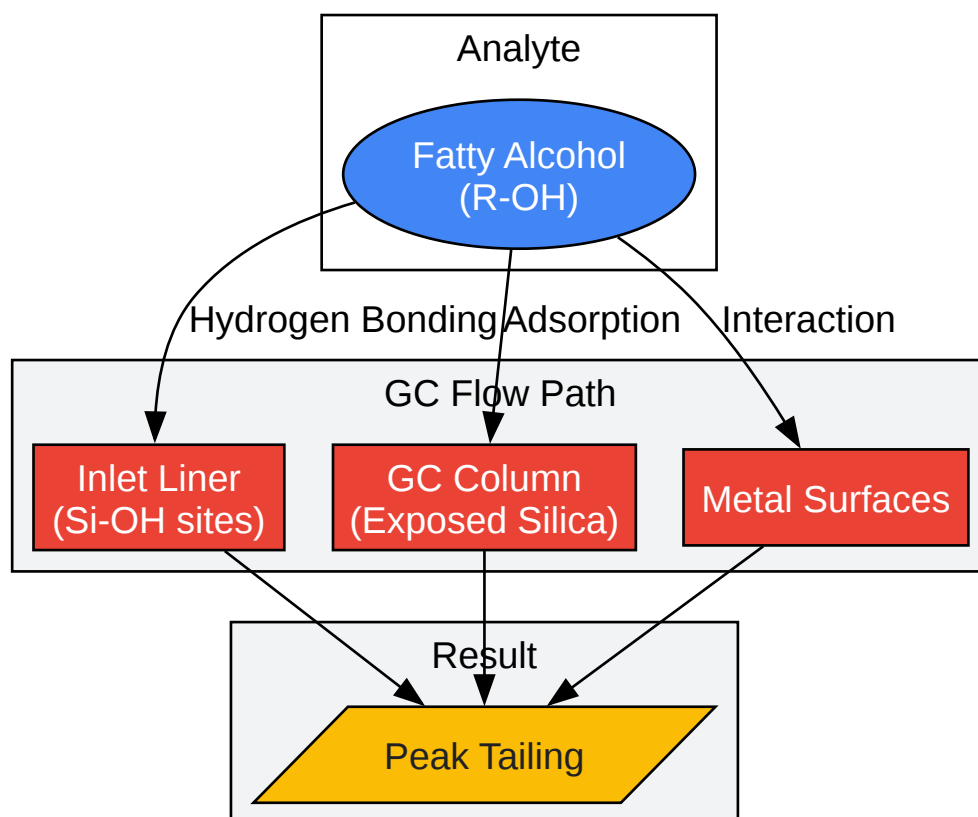 Analyte
Fatty Alcohol
(R-OH)
Hydrogen Bonding
Adsorption
Interaction
GC Flow Path
Inlet Liner
(Si-OH sites)
GC Column
(Exposed Silica)
Metal Surfaces
Result
Peak Tailing